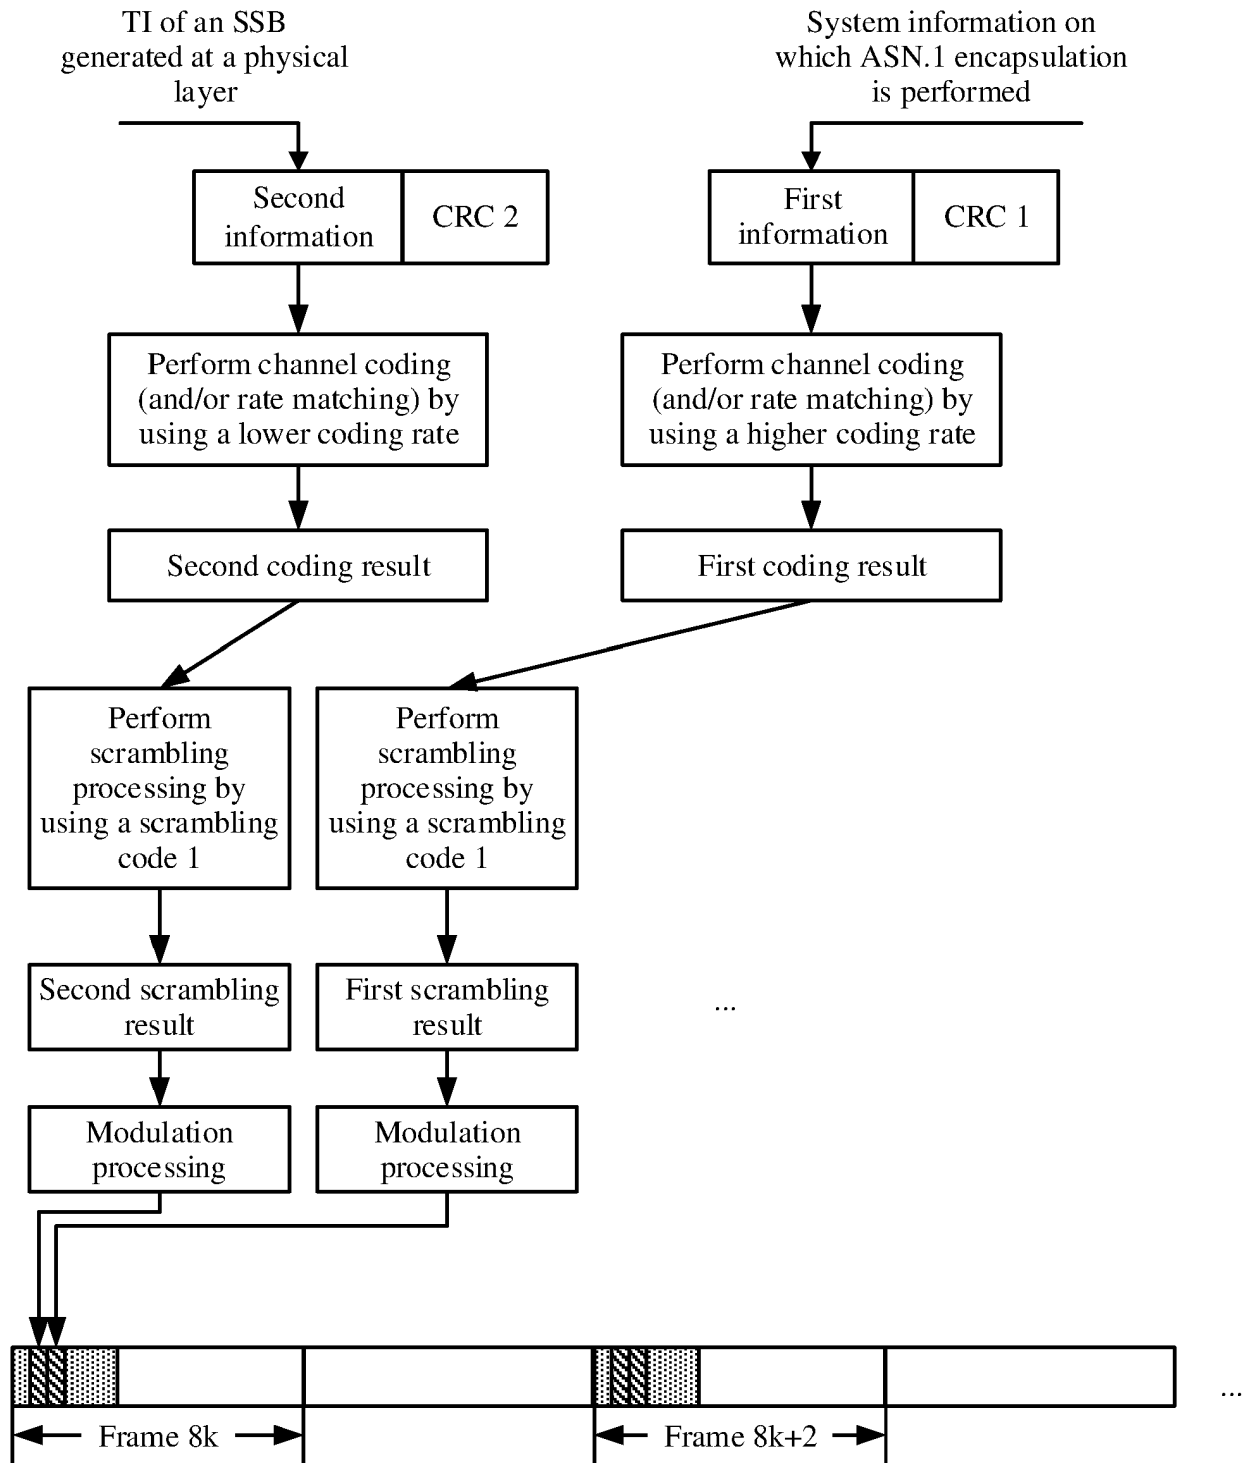 TI of an SSB
generated at a physical
layer
System information on
which ASN.1 encapsulation
is performed
Second
information
CRC 2
First
information
CRC 1
Perform channel coding
(and/or rate matching) by
using a lower coding rate
Perform channel coding
(and/or rate matching) by
using a higher coding rate
Second coding result
First coding result
Perform
scrambling
processing by
using a scrambling
code 1
Perform
scrambling
processing by
using a scrambling
code 1
Second scrambling
result
First scrambling
result
...
Modulation
processing
Modulation
processing
...
Frame 8k
Frame 8k+2